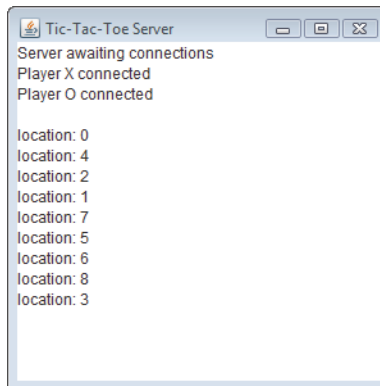 Tic-Tac-Toe Server
Server awaiting connections
Player X connected
Player O connected
location: 0
location: 4
location: 2
location: 1
location: 7
location: 5
location: 6
location: 8
location: 3